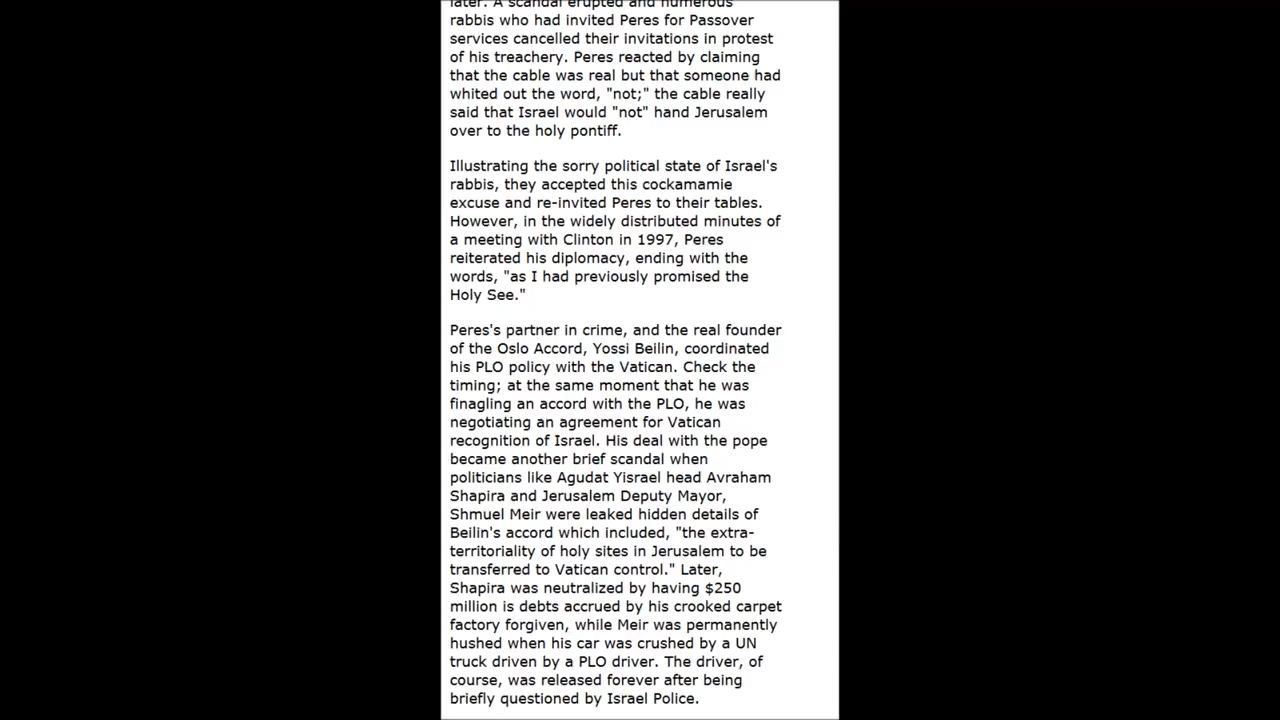 later. A scandal erupted and numerous
rabbis who had invited Peres for Passover
services cancelled their invitations in protest
of his treachery. Peres reacted by claiming
that the cable was real but that someone had
whited out the word, "not;" the cable really
said that Israel would "not" hand Jerusalem
over to the holy pontiff.
Illustrating the sorry political state of Israel's
rabbis, they accepted this cockamamie
excuse and re-invited Peres to their tables.
However, in the widely distributed minutes of
a meeting with Clinton in 1997, Peres
reiterated his diplomacy, ending with the
words, "as I had previously promised the
Holy See."
Peres's partner in crime, and the real founder
of the Oslo Accord, Yossi Beilin, coordinated
his PLO policy with the Vatican. Check the
timing; at the same moment that he was
finagling an accord with the PLO, he was
negotiating an agreement for Vatican
recognition of Israel. His deal with the pope
became another brief scandal when
politicians like Agudat Yisrael head Avraham
Shapira and Jerusalem Deputy Mayor,
Shmuel Meir were leaked hidden details of
Beilin's accord which included, "the extra-
territoriality of holy sites in Jerusalem to be
transferred to Vatican control." Later,
Shapira was neutralized by having $250
million is debts accrued by his crooked carpet
factory forgiven, while Meir was permanently
hushed when his car was crushed by a UN
truck driven by a PLO driver. The driver, of
course, was released forever after being
briefly questioned by Israel Police.